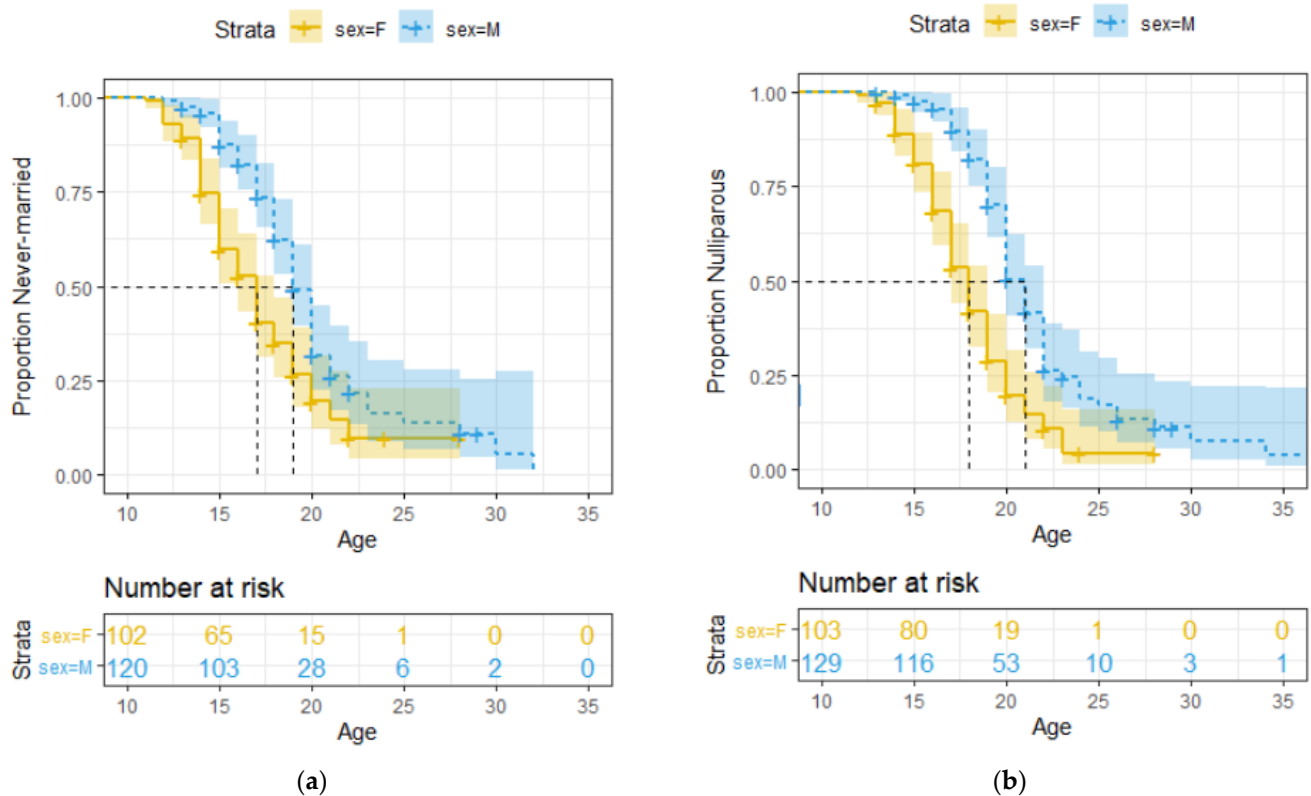 Strata sex=F sex=M
Proportion Never-married
1.00
0.75
0.50
0.25
0.00
10 15 20 25 30 35
Age
Number at risk
Strata
sex=F 102 65 15 1 0 0
sex=M 120 103 28 6 2 0
10 15 20 25 30 35
Age
(a)
Strata sex=F sex=M
Proportion Nulliparous
1.00
0.75
0.50
0.25
0.00
10 15 20 25 30 35
Age
Number at risk
Strata
sex=F 103 80 19 1 0 0
sex=M 129 116 53 10 3 1
10 15 20 25 30 35
Age
(b)